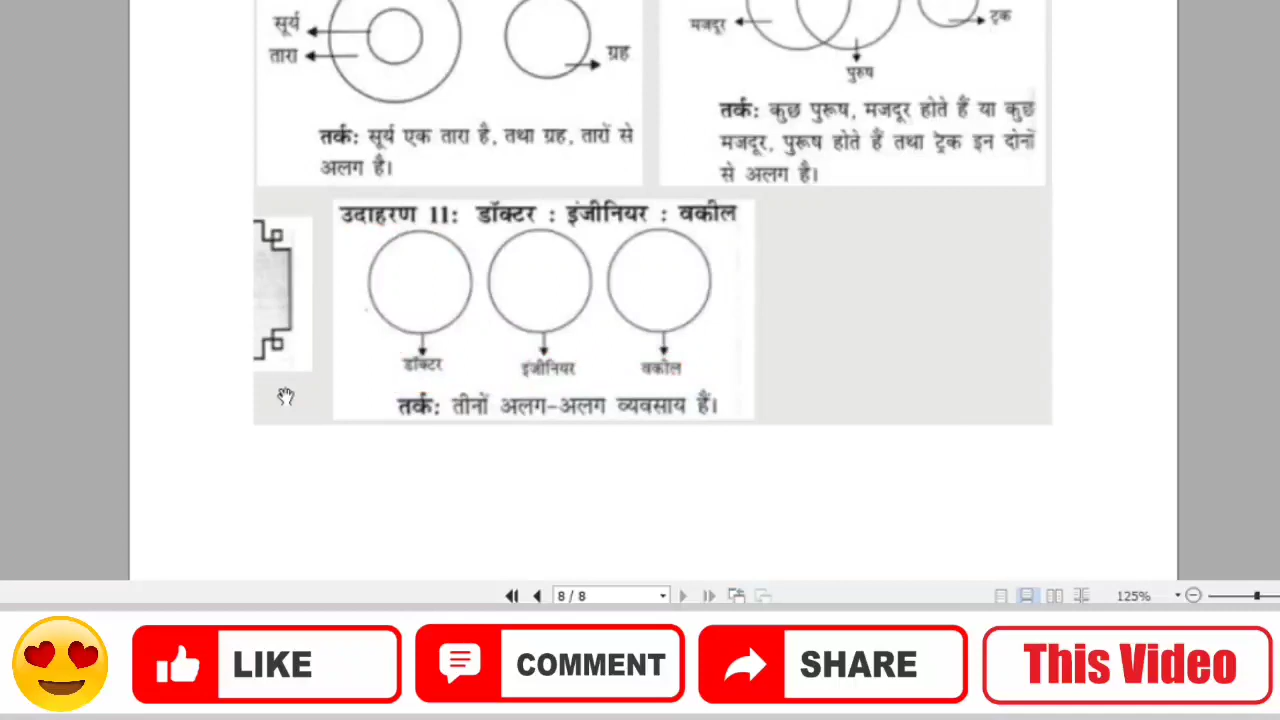 सूर्य
तारा
ग्रह
तर्क: सूर्य एक तारा है, तथा ग्रह, तारों से
अलग है।
मजदूर
ट्रक
पुरुष
तर्क: कुछ पुरूष, मजदूर होते हैं या कुछ
मजदूर, पुरूष होते हैं तथा ट्रेक इन दोनों
से अलग है।
उदाहरण 11: डॉक्टर : इंजीनियर : वकील
डॉक्टर
इंजीनियर
वकील
तर्क: तीनों अलग-अलग व्यवसाय हैं।
8 / 8
125%
LIKE
COMMENT
SHARE
This Video